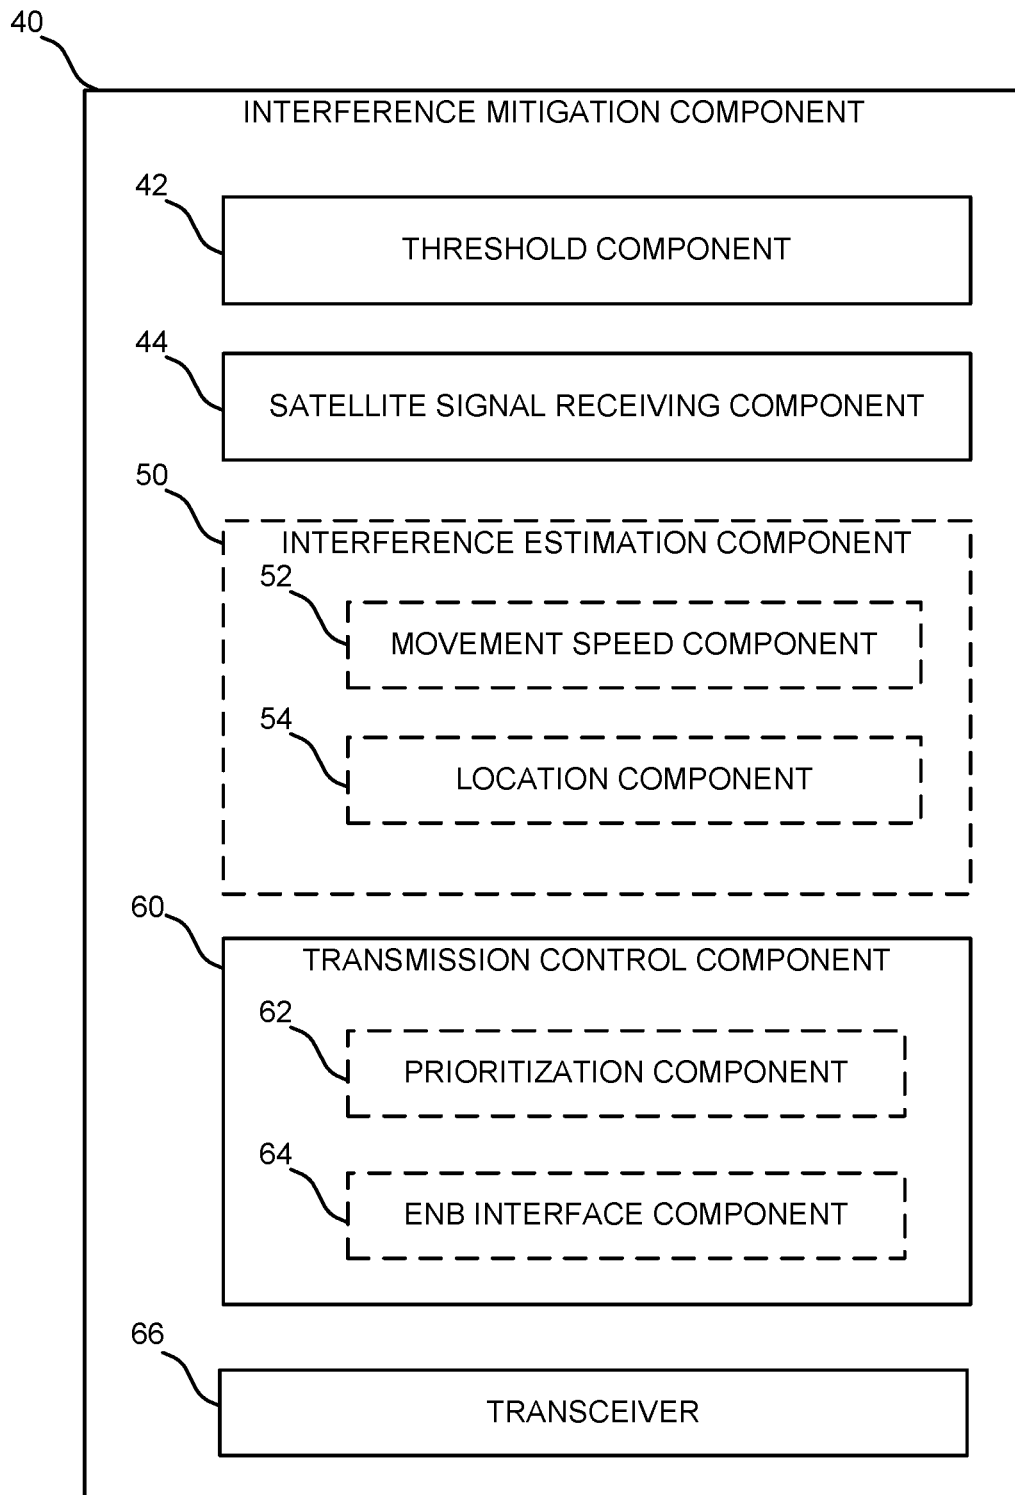 40
INTERFERENCE MITIGATION COMPONENT
42
THRESHOLD COMPONENT
44
SATELLITE SIGNAL RECEIVING COMPONENT
50
INTERFERENCE ESTIMATION COMPONENT
52
MOVEMENT SPEED COMPONENT
54
LOCATION COMPONENT
60
TRANSMISSION CONTROL COMPONENT
62
PRIORITIZATION COMPONENT
64
ENB INTERFACE COMPONENT
66
TRANSCEIVER